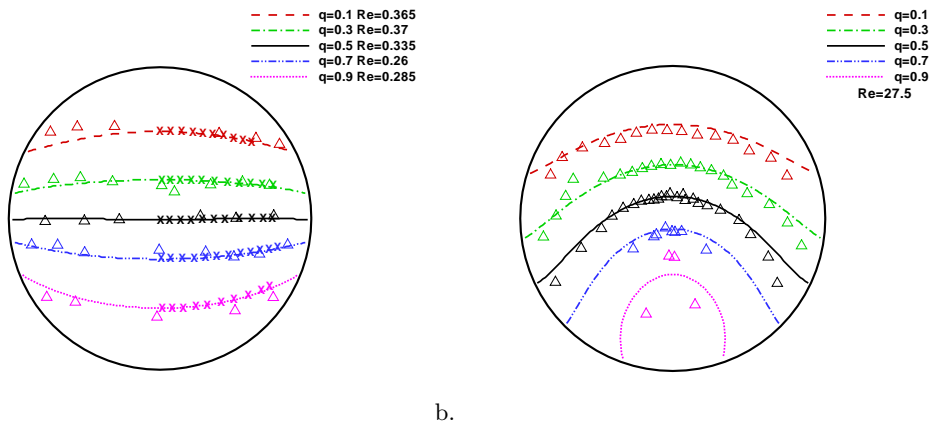 q=0.1 Re=0.365
q=0.3 Re=0.37
q=0.5 Re=0.335
q=0.7 Re=0.26
q=0.9 Re=0.285
q=0.1
q=0.3
q=0.5
q=0.7
q=0.9
Re=27.5
b.